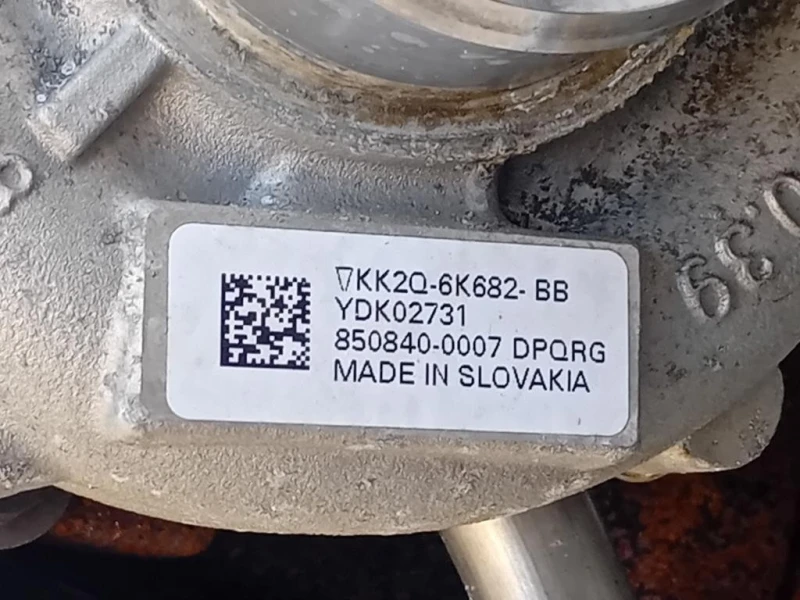 ▽KK2Q-6K682-BB
YDK02731
850840-0007 DPQRG
MADE IN SLOVAKIA